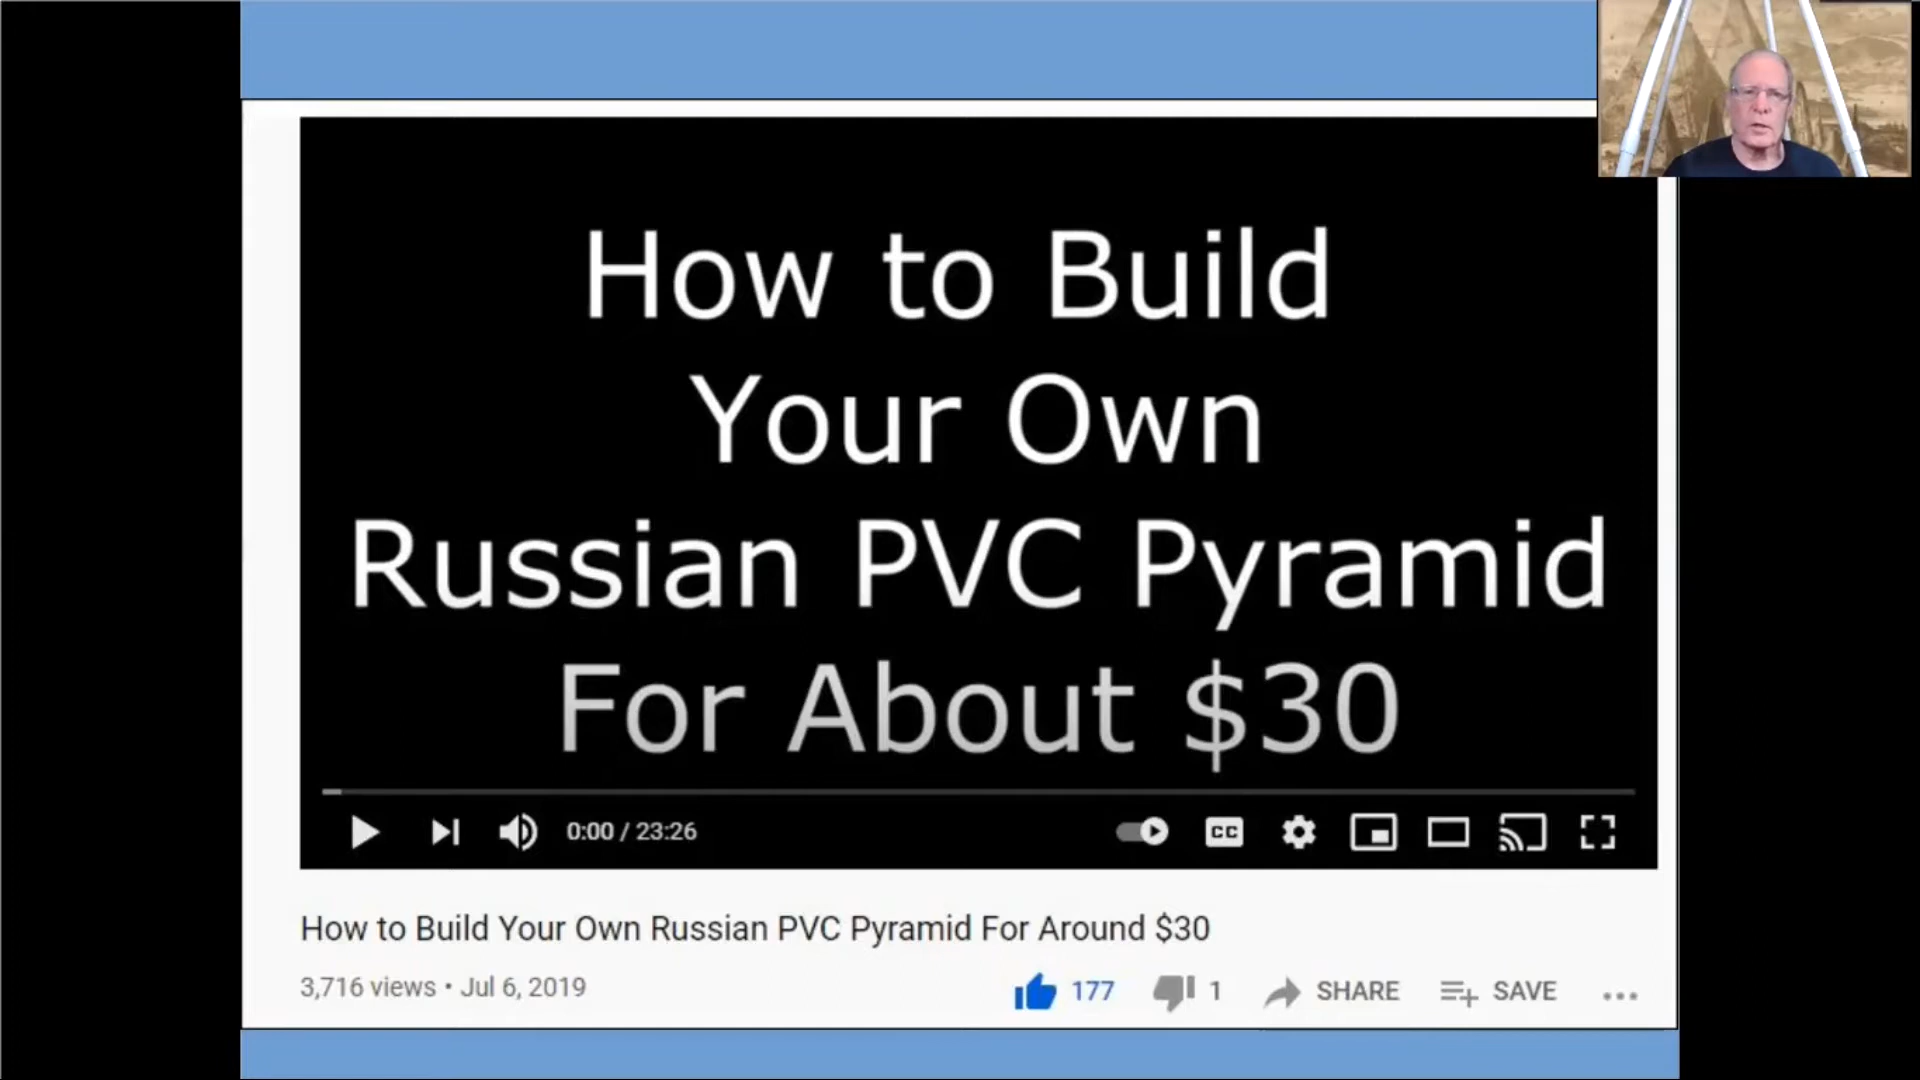 How to Build
Your Own
Russian PVC Pyramid
For About $30
0:00 / 23:26
CC
How to Build Your Own Russian PVC Pyramid For Around $30
3,716 views • Jul 6, 2019
177
1
SHARE
SAVE